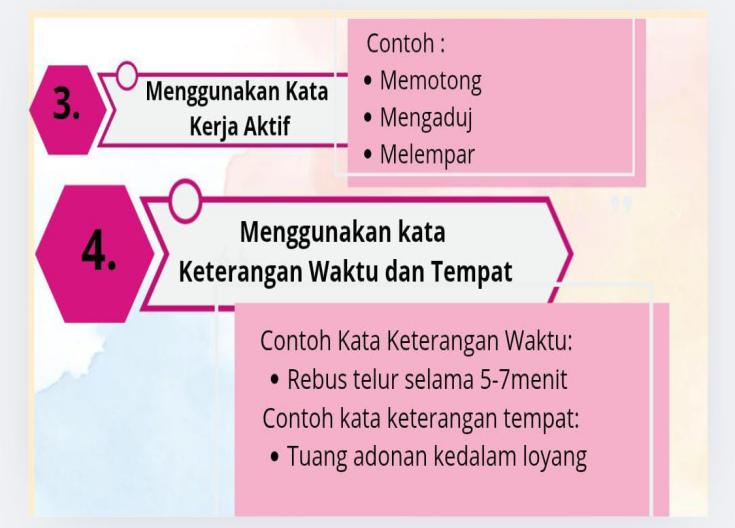 3.
Menggunakan Kata
Kerja Aktif
Contoh :
• Memotong
• Mengaduj
• Melempar
4.
Menggunakan kata
Keterangan Waktu dan Tempat
Contoh Kata Keterangan Waktu:
• Rebus telur selama 5-7menit
Contoh kata keterangan tempat:
• Tuang adonan kedalam loyang